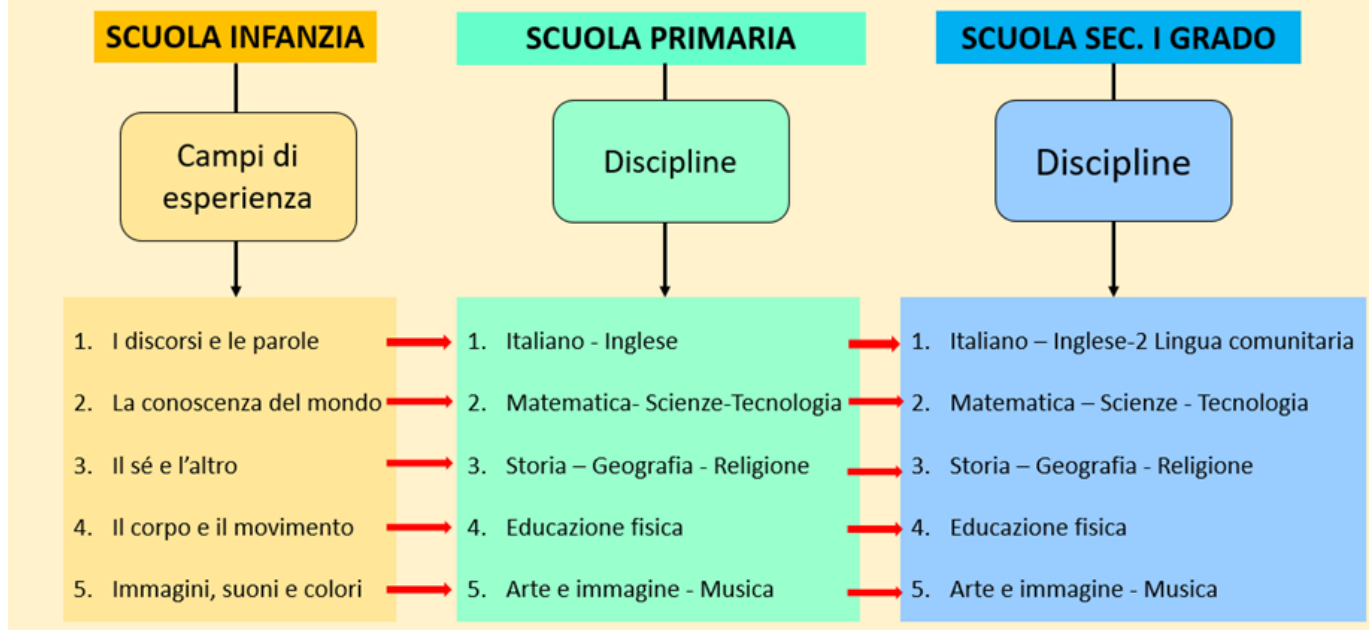 SCUOLA INFANZIA
Campi di
esperienza
1. I discorsi e le parole
2. La conoscenza del mondo
3. Il sé e l’altro
4. Il corpo e il movimento
5. Immagini, suoni e colori
SCUOLA PRIMARIA
Discipline
1. Italiano - Inglese
2. Matematica- Scienze-Tecnologia
3. Storia – Geografia - Religione
4. Educazione fisica
5. Arte e immagine - Musica
SCUOLA SEC. I GRADO
Discipline
1. Italiano – Inglese-2 Lingua comunitaria
2. Matematica – Scienze - Tecnologia
3. Storia – Geografia - Religione
4. Educazione fisica
5. Arte e immagine - Musica